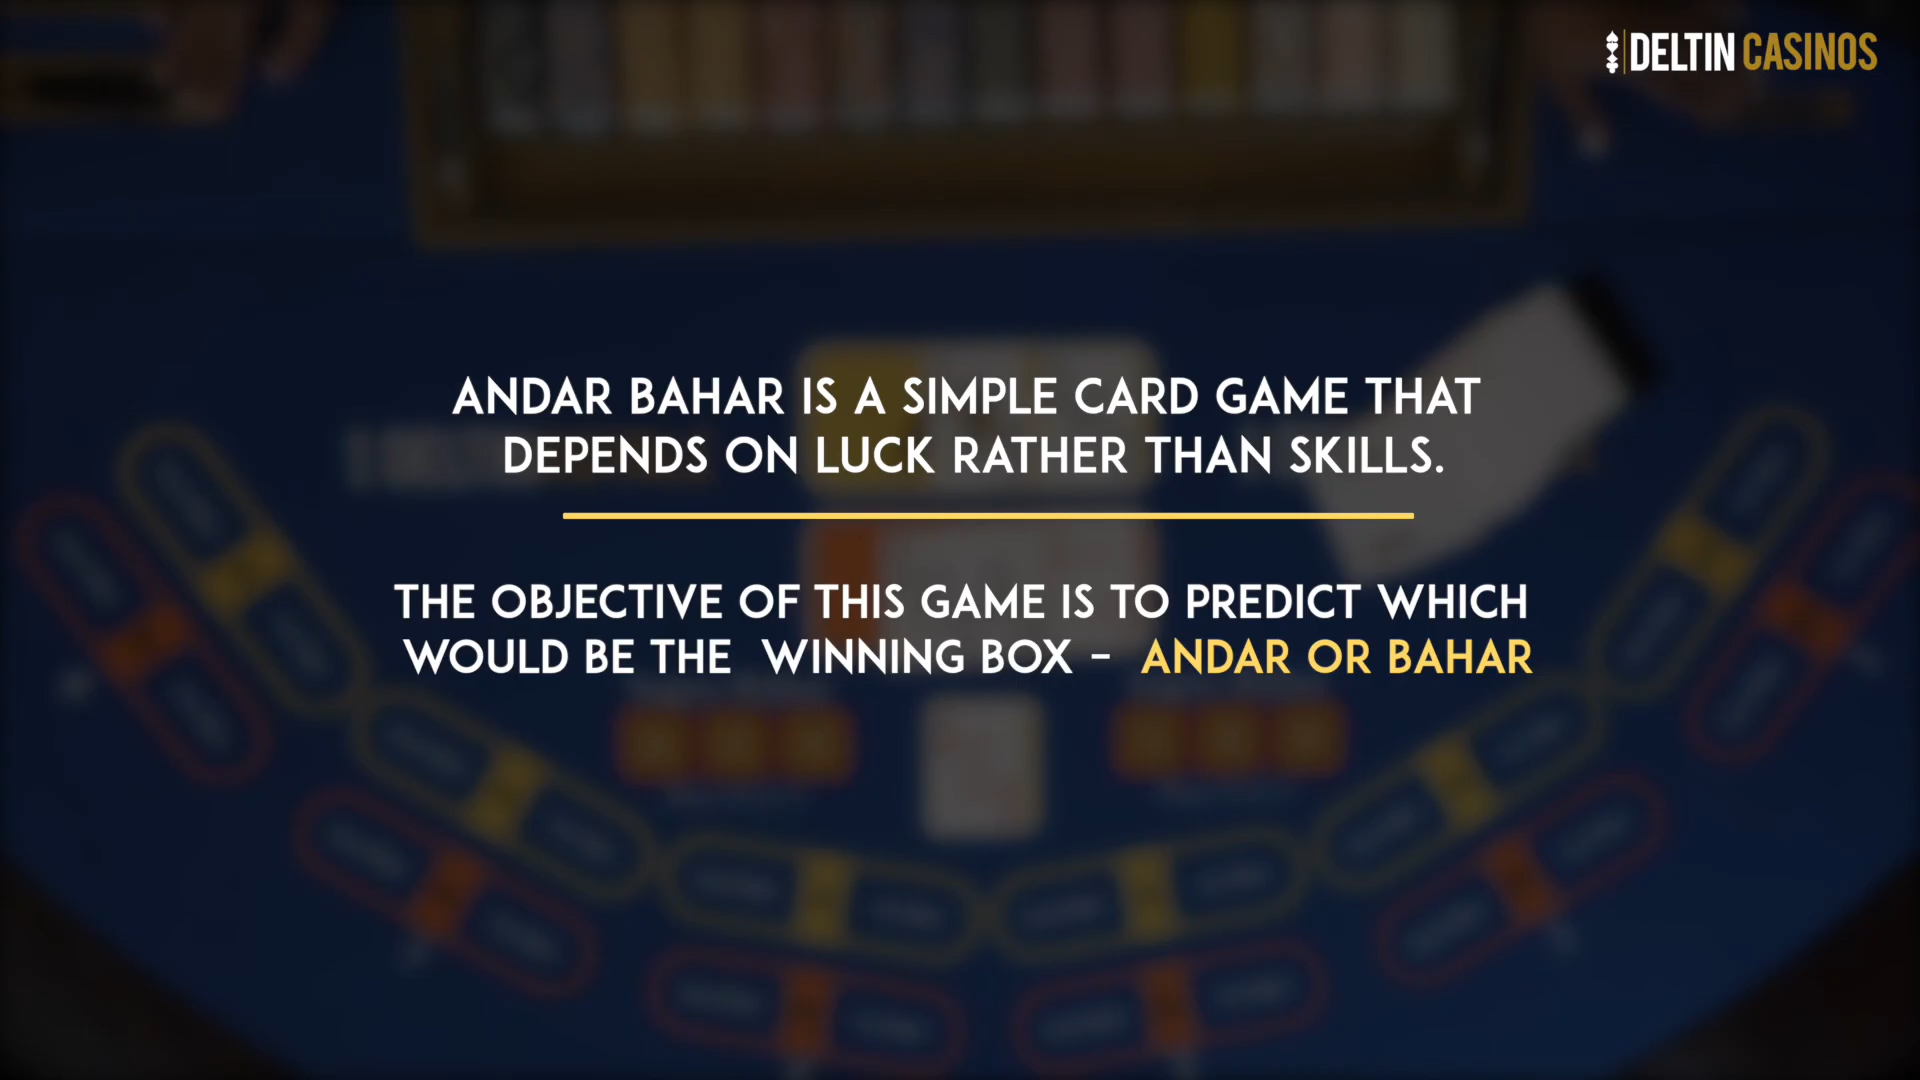 DELTIN CASINOS
ANDAR BAHAR IS A SIMPLE CARD GAME THAT
DEPENDS ON LUCK RATHER THAN SKILLS.
THE OBJECTIVE OF THIS GAME IS TO PREDICT WHICH
WOULD BE THE WINNING BOX - ANDAR OR BAHAR